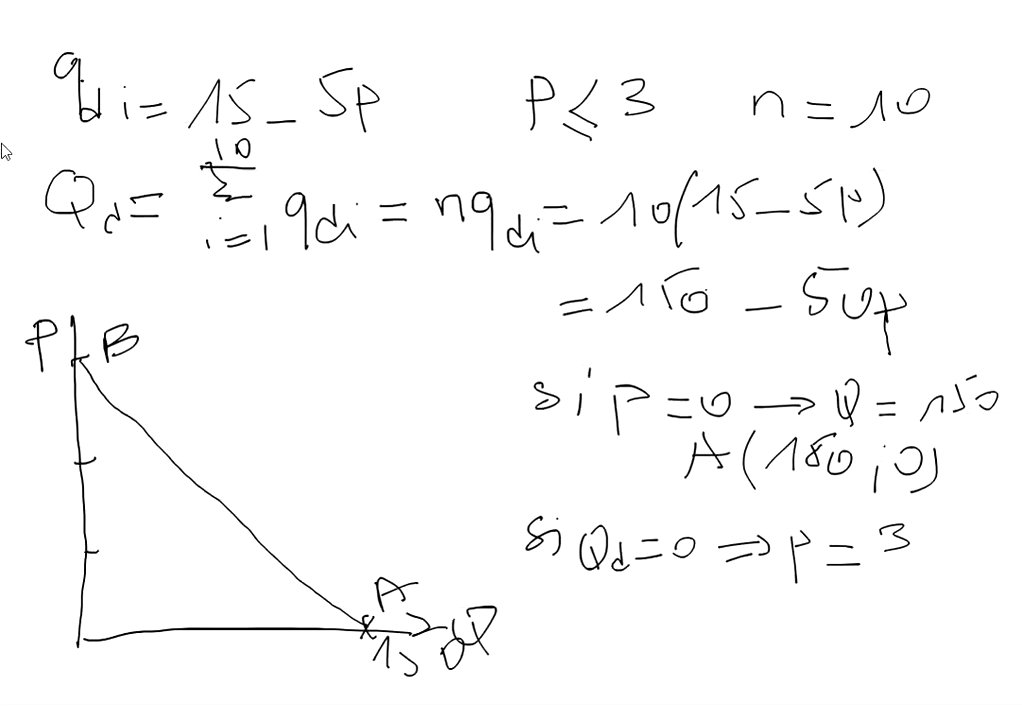 qdi = 15 - 5p P ≤ 3 n = 10
Qd = 10 Σ i=1 qdi = nqdi = 10(15-5p)
= 150 - 50p
P B
si p = 0 → Q = 150
A (150 ; 0)
si Qd = 0 ⇒ p = 3
A
150 Q